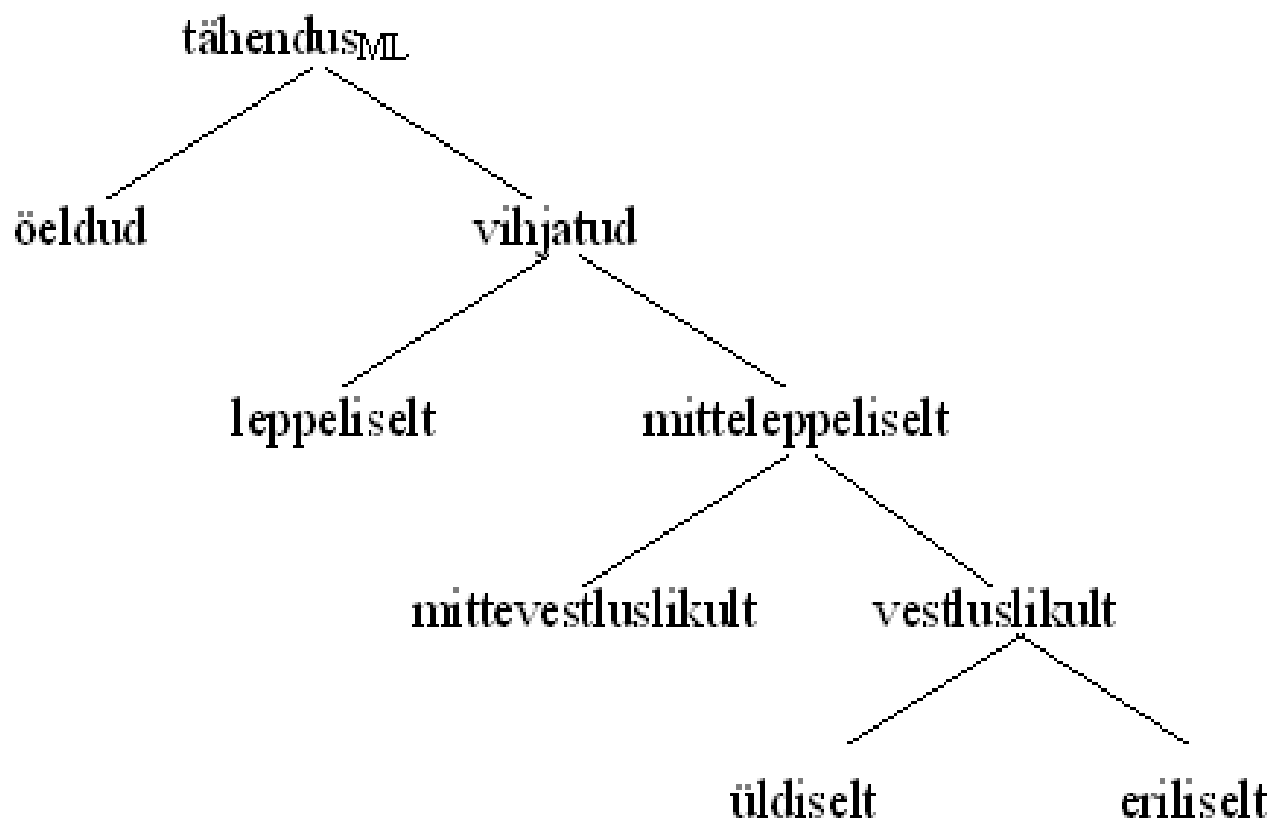 tähendusML
öeldud vihjatud
leppeliselt mitteleppeliselt
mittevestluslikult vestluslikult
üldiselt eriliselt